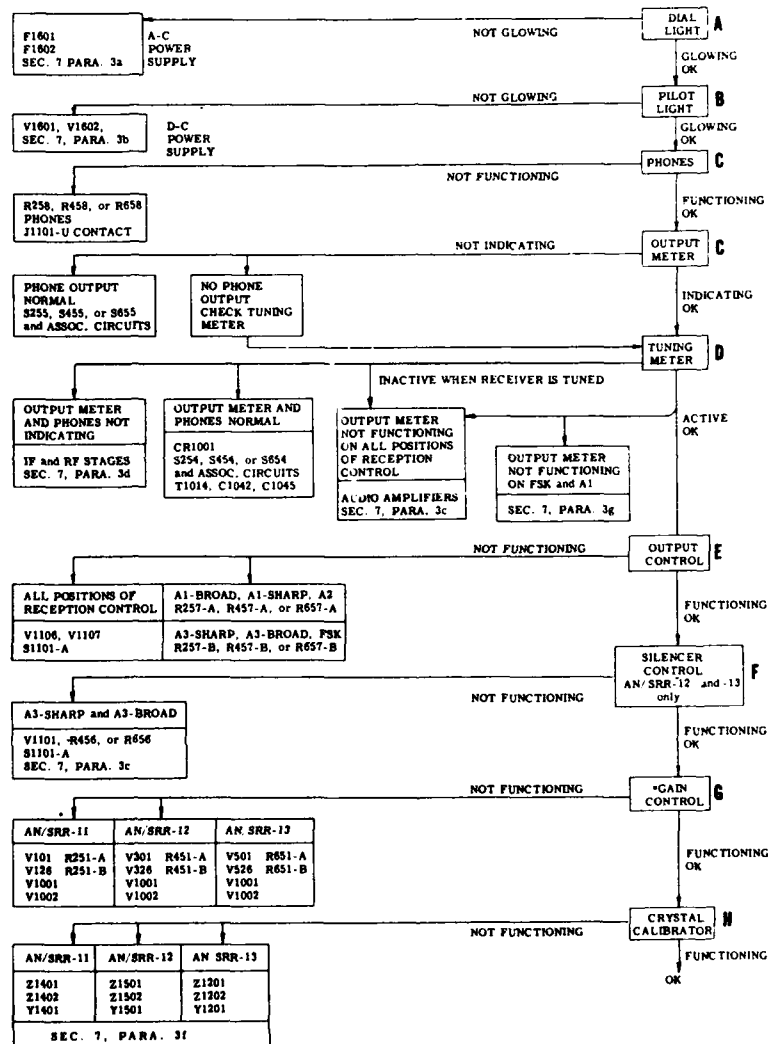 DIAL
LIGHT
A
NOT GLOWING
GLOWING
OK
F1601
F1602
SEC. 7 PARA. 3a
A-C
POWER
SUPPLY
PILOT
LIGHT
B
NOT GLOWING
GLOWING
OK
V1601, V1602,
SEC. 7, PARA. 3b
D-C
POWER
SUPPLY
PHONES
C
NOT FUNCTIONING
FUNCTIONING
OK
R258, R458, or R658
PHONES
J1101-U CONTACT
OUTPUT
METER
C
NOT INDICATING
INDICATING
OK
PHONE OUTPUT
NORMAL
S255, S455, or S655
and ASSOC. CIRCUITS
NO PHONE
OUTPUT
CHECK TUNING
METER
TUNING
METER
D
INACTIVE WHEN RECEIVER IS TUNED
ACTIVE
OK
OUTPUT METER
AND PHONES NOT
INDICATING
IF and RF STAGES
SEC. 7, PARA. 3d
OUTPUT METER AND
PHONES NORMAL
CR1001
S254, S454, or S654
and ASSOC. CIRCUITS
T1014, C1042, C1045
OUTPUT METER
NOT FUNCTIONING
ON ALL POSITIONS
OF RECEPTION
CONTROL
AUDIO AMPLIFIERS
SEC. 7, PARA. 3c
OUTPUT METER
NOT FUNCTIONING
ON FSK and A1
SEC. 7, PARA. 3g
OUTPUT
CONTROL
E
NOT FUNCTIONING
FUNCTIONING
OK
ALL POSITIONS OF
RECEPTION CONTROL
V1106, V1107
S1101-A
A1-BROAD, A1-SHARP, A2
R257-A, R457-A, or R657-A
A3-SHARP, A3-BROAD, FSK
R257-B, R457-B, or R657-B
SILENCER
CONTROL
AN/SRR-12 and -13
only
F
NOT FUNCTIONING
FUNCTIONING
OK
A3-SHARP and A3-BROAD
V1101, R456, or R656
S1101-A
SEC. 7, PARA. 3c
*GAIN
CONTROL
G
NOT FUNCTIONING
FUNCTIONING
OK
AN/SRR-11 AN/SRR-12 AN SRR-13
V101 R251-A V301 R451-A V501 R651-A
V126 R251-B V326 R451-B V526 R651-B
V1001 V1001 V1001
V1002 V1002 V1002
CRYSTAL
CALIBRATOR
H
NOT FUNCTIONING
FUNCTIONING
OK
AN/SRR-11 AN/SRR-12 AN SRR-13
Z1401 Z1501 Z1201
Z1402 Z1502 Z1202
Y1401 Y1501 Y1201
SEC. 7, PARA. 3f